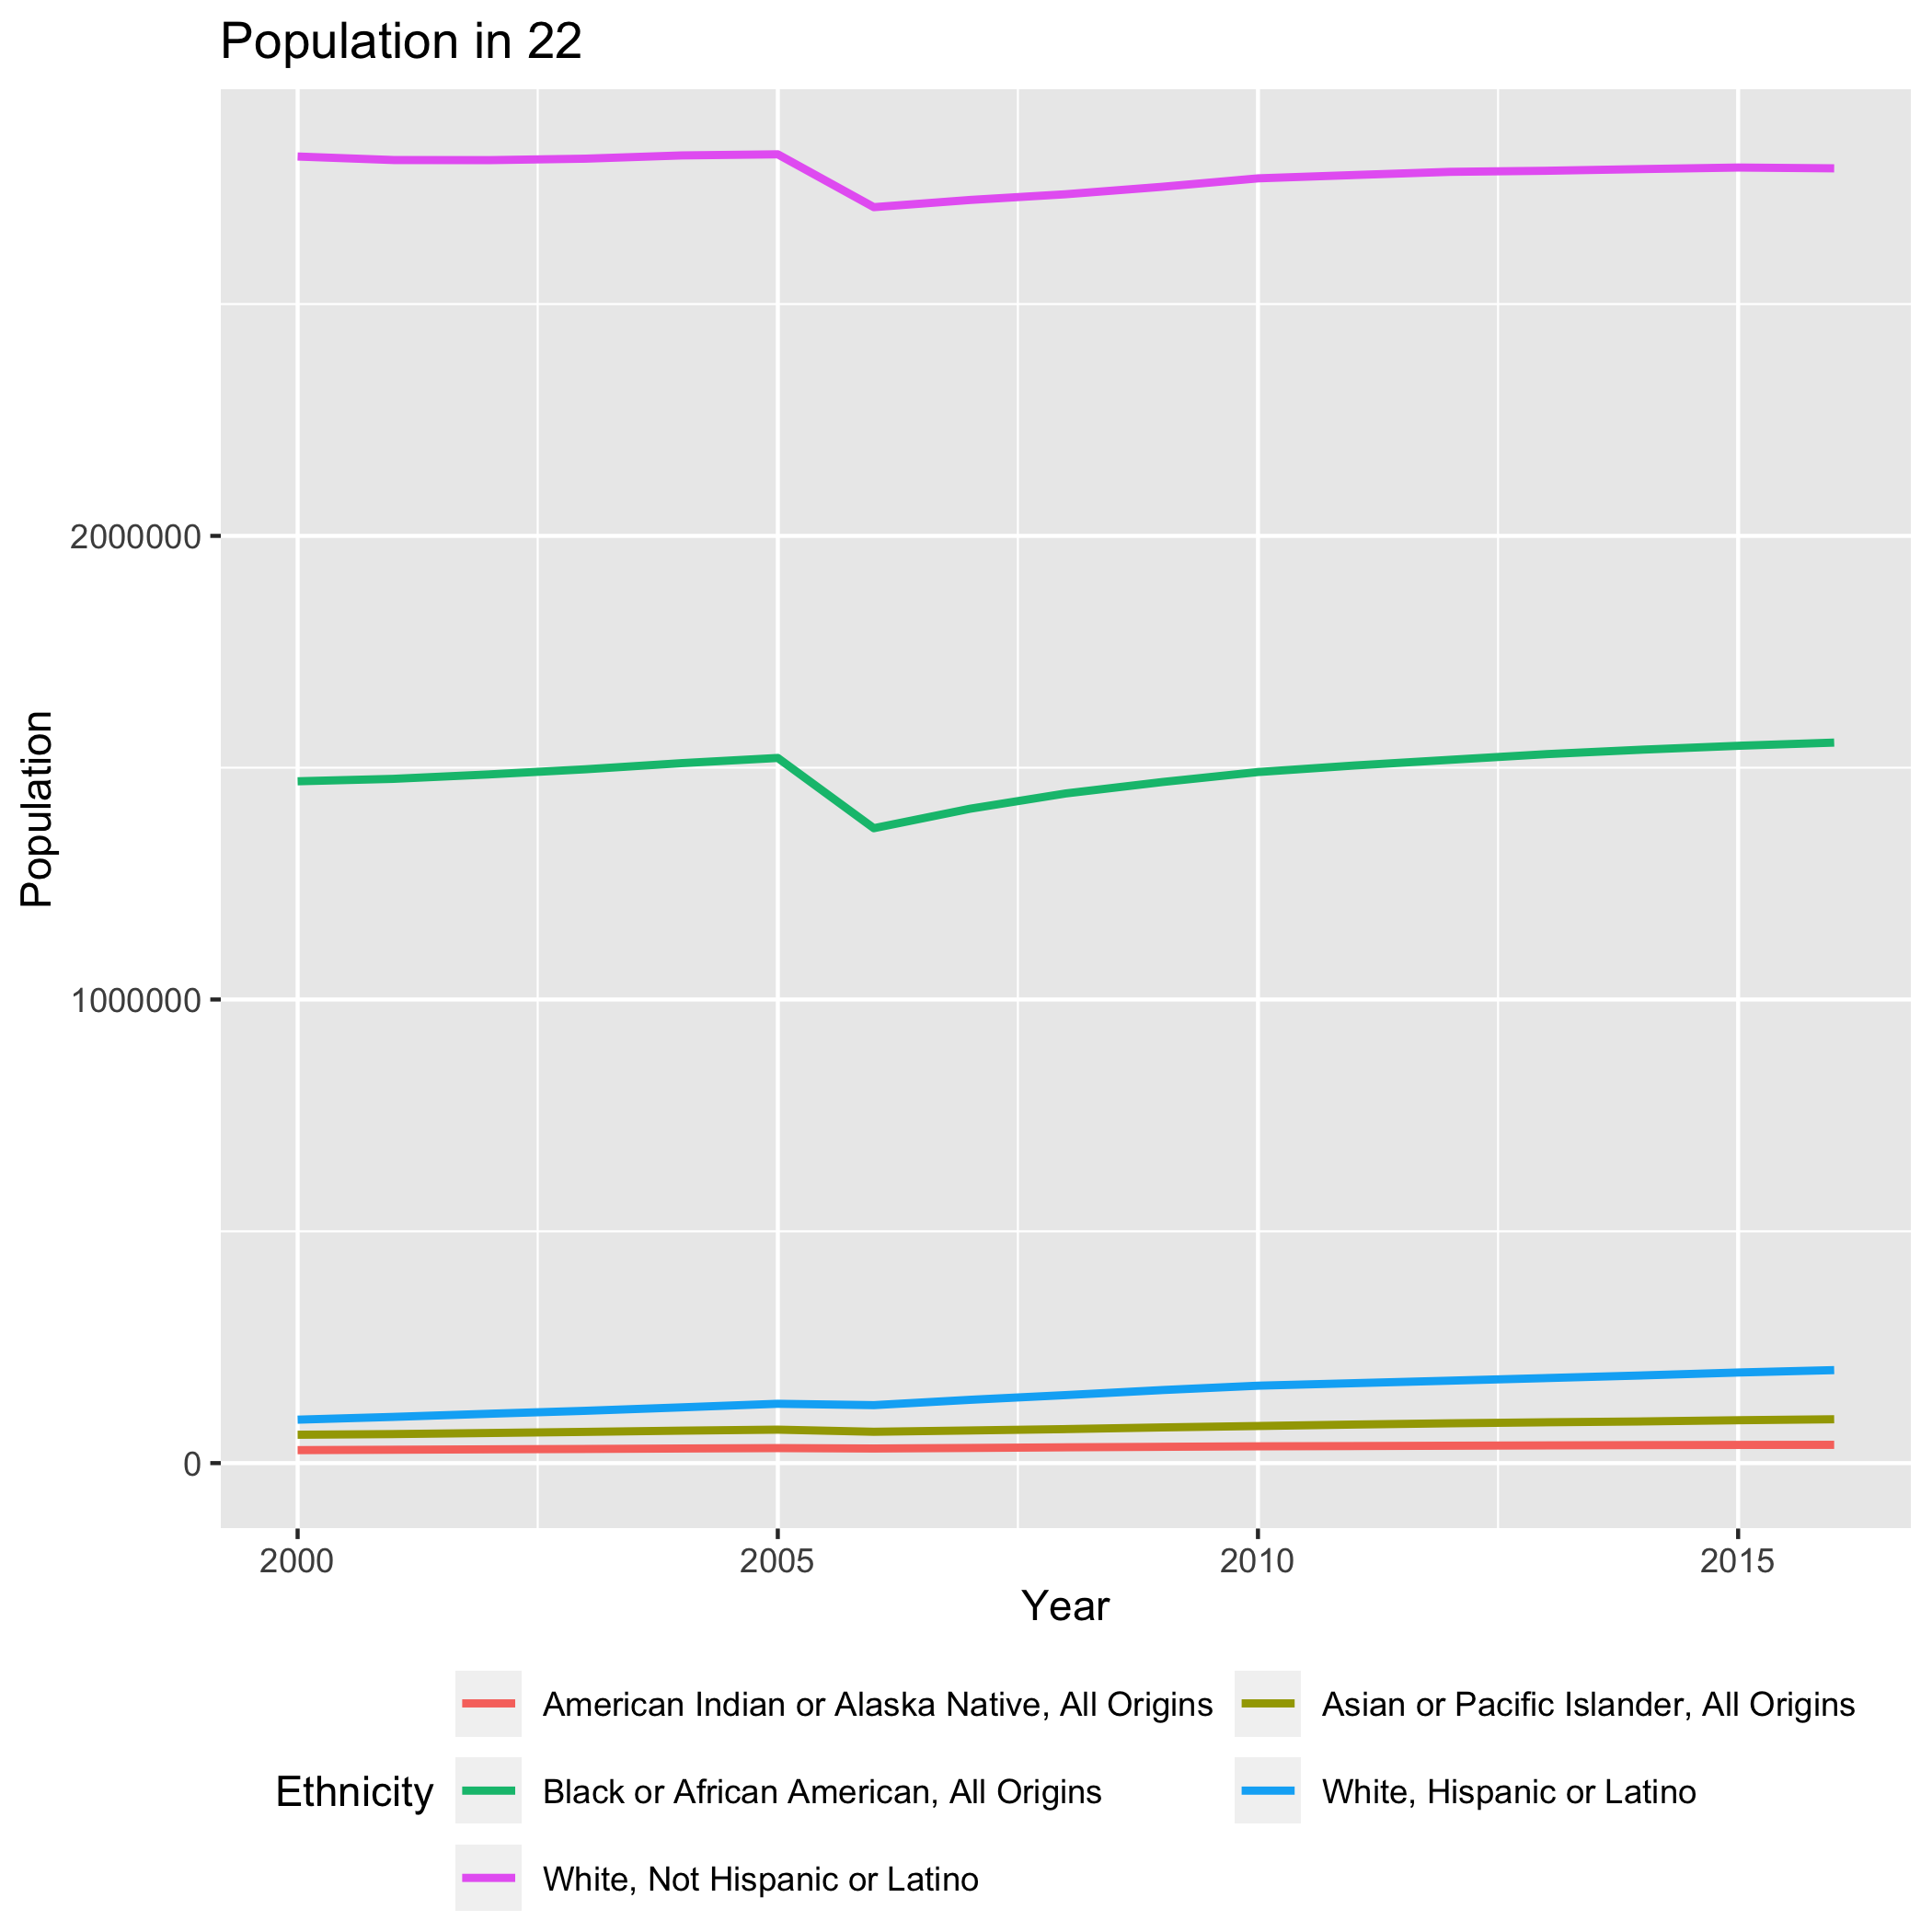 Population in 22
Population
2000000
1000000
0
2000 2005 2010 2015
Year
Ethnicity
American Indian or Alaska Native, All Origins
Asian or Pacific Islander, All Origins
Black or African American, All Origins
White, Hispanic or Latino
White, Not Hispanic or Latino